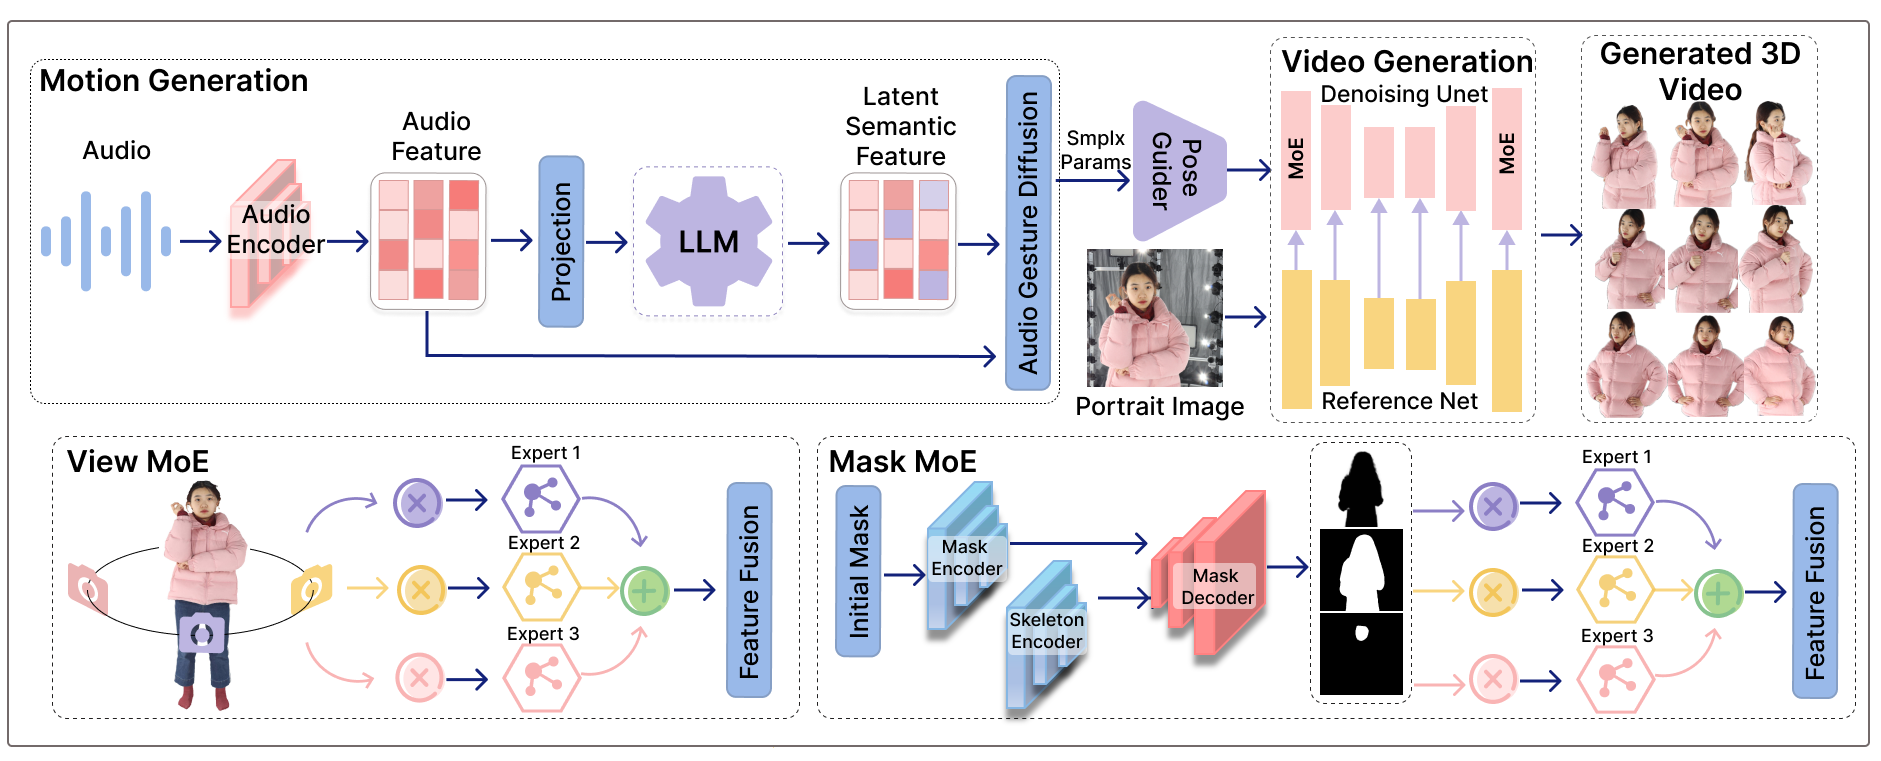 Motion Generation
Audio
Audio
Encoder
Audio
Feature
Projection
LLM
Latent
Semantic
Feature
Audio Gesture Diffusion
Smplx
Params
Pose
Guider
Portrait Image
Video Generation
Denoising Unet
MoE
MoE
Reference Net
Generated 3D
Video
View MoE
Expert 1
Expert 2
Expert 3
Feature Fusion
Mask MoE
Initial Mask
Mask
Encoder
Skeleton
Encoder
Mask
Decoder
Expert 1
Expert 2
Expert 3
Feature Fusion